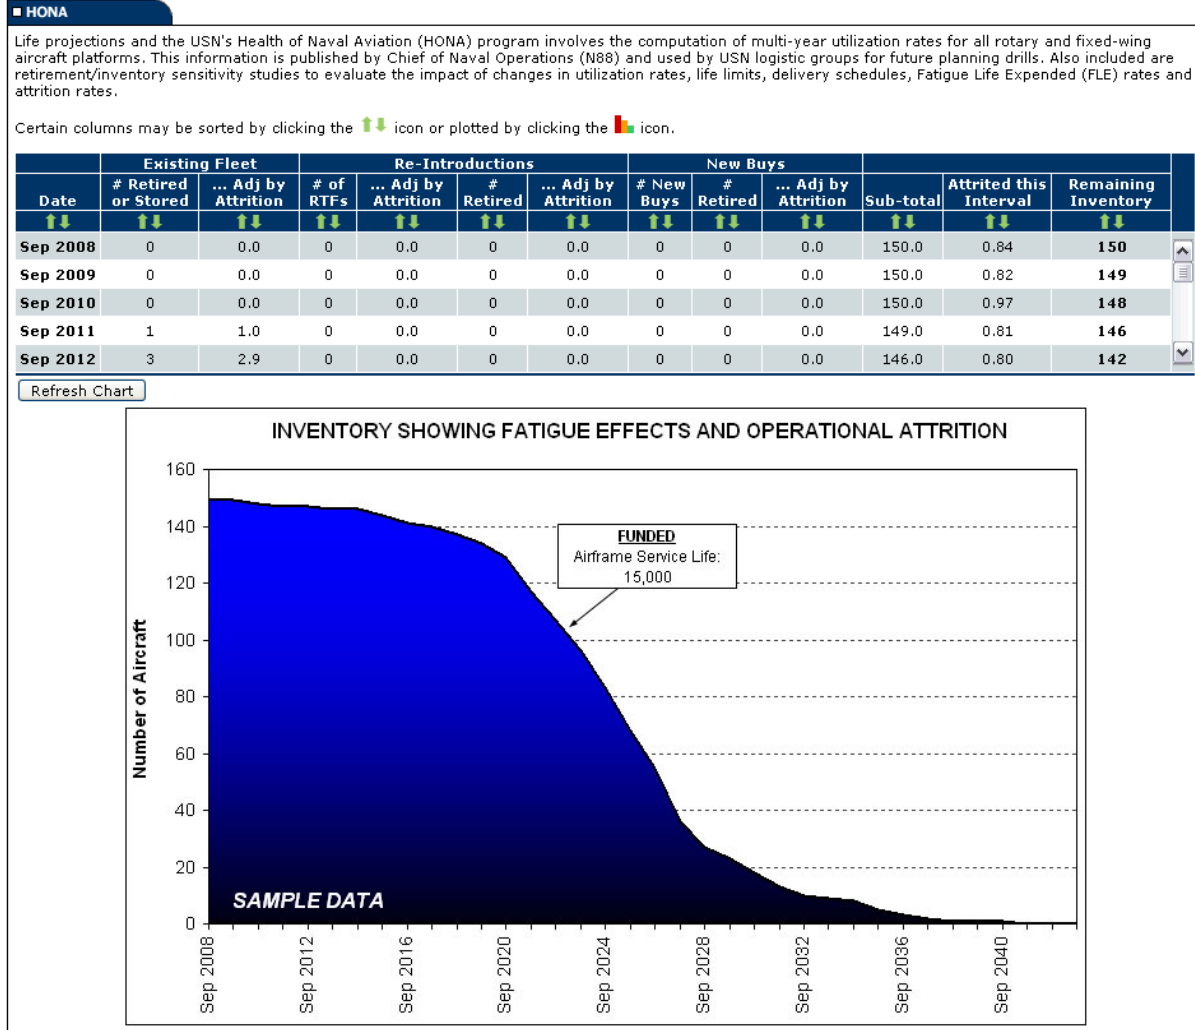 HONA
Life projections and the USN's Health of Naval Aviation (HONA) program involves the computation of multi-year utilization rates for all rotary and fixed-wing
aircraft platforms. This information is published by Chief of Naval Operations (N88) and used by USN logistic groups for future planning drills. Also included are
retirement/inventory sensitivity studies to evaluate the impact of changes in utilization rates, life limits, delivery schedules, Fatigue Life Expended (FLE) rates and
attrition rates.
Certain columns may be sorted by clicking the icon or plotted by clicking the icon.
Existing Fleet Re-Introductions New Buys
Date # Retired or Stored ... Adj by Attrition # of RTFs ... Adj by Attrition # Retired ... Adj by Attrition # New Buys # Retired ... Adj by Attrition Sub-total Attrited this Interval Remaining Inventory
Sep 2008 0 0.0 0 0.0 0 0.0 0 0 0.0 150.0 0.84 150
Sep 2009 0 0.0 0 0.0 0 0.0 0 0 0.0 150.0 0.82 149
Sep 2010 0 0.0 0 0.0 0 0.0 0 0 0.0 150.0 0.97 148
Sep 2011 1 1.0 0 0.0 0 0.0 0 0 0.0 149.0 0.81 146
Sep 2012 3 2.9 0 0.0 0 0.0 0 0 0.0 146.0 0.80 142
Refresh Chart
INVENTORY SHOWING FATIGUE EFFECTS AND OPERATIONAL ATTRITION
Number of Aircraft
160
140
120
100
80
60
40
20
0
FUNDED
Airframe Service Life:
15,000
SAMPLE DATA
Sep 2008
Sep 2012
Sep 2016
Sep 2020
Sep 2024
Sep 2028
Sep 2032
Sep 2036
Sep 2040